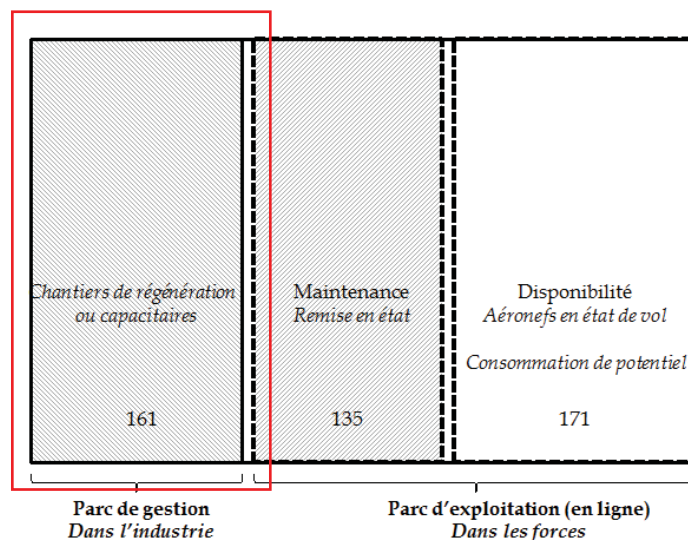 Chantiers de régénération
ou capacitaires
161
Maintenance
Remise en état
135
Disponibilité
Aéronefs en état de vol
Consommation de potentiel
171
Parc de gestion
Dans l'industrie
Parc d'exploitation (en ligne)
Dans les forces